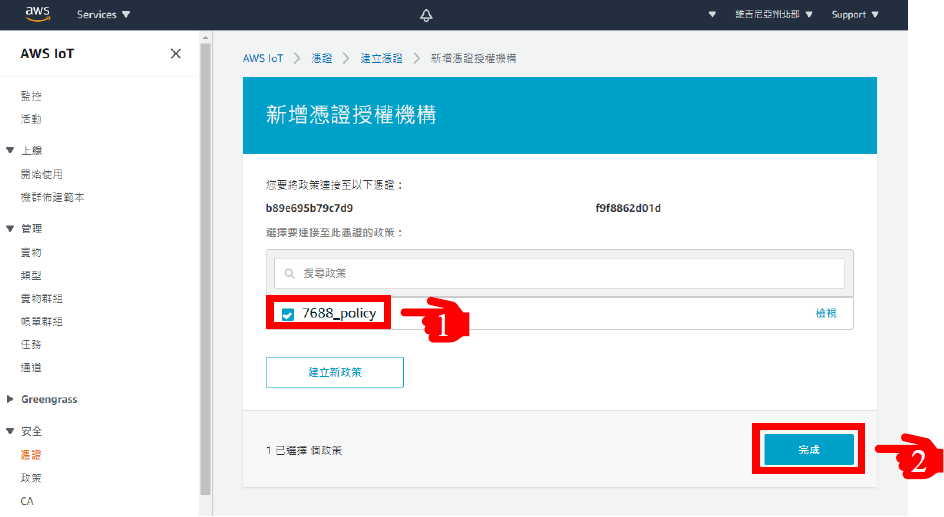 aws Services 維吉尼亞州北部 Support
AWS IoT
監控
活動
上線
開始使用
機群佈建範本
管理
實物
類型
實物群組
帳單群組
任務
通道
Greengrass
安全
憑證
政策
CA
AWS IoT 憑證 建立憑證 新增憑證授權機構
新增憑證授權機構
您要將政策連接至以下憑證：
b89e695b79c7d9 f9f8862d01d
選擇要連接至此憑證的政策：
搜尋政策
7688_policy 1 檢視
建立新政策
1 已選擇 個政策 完成 2